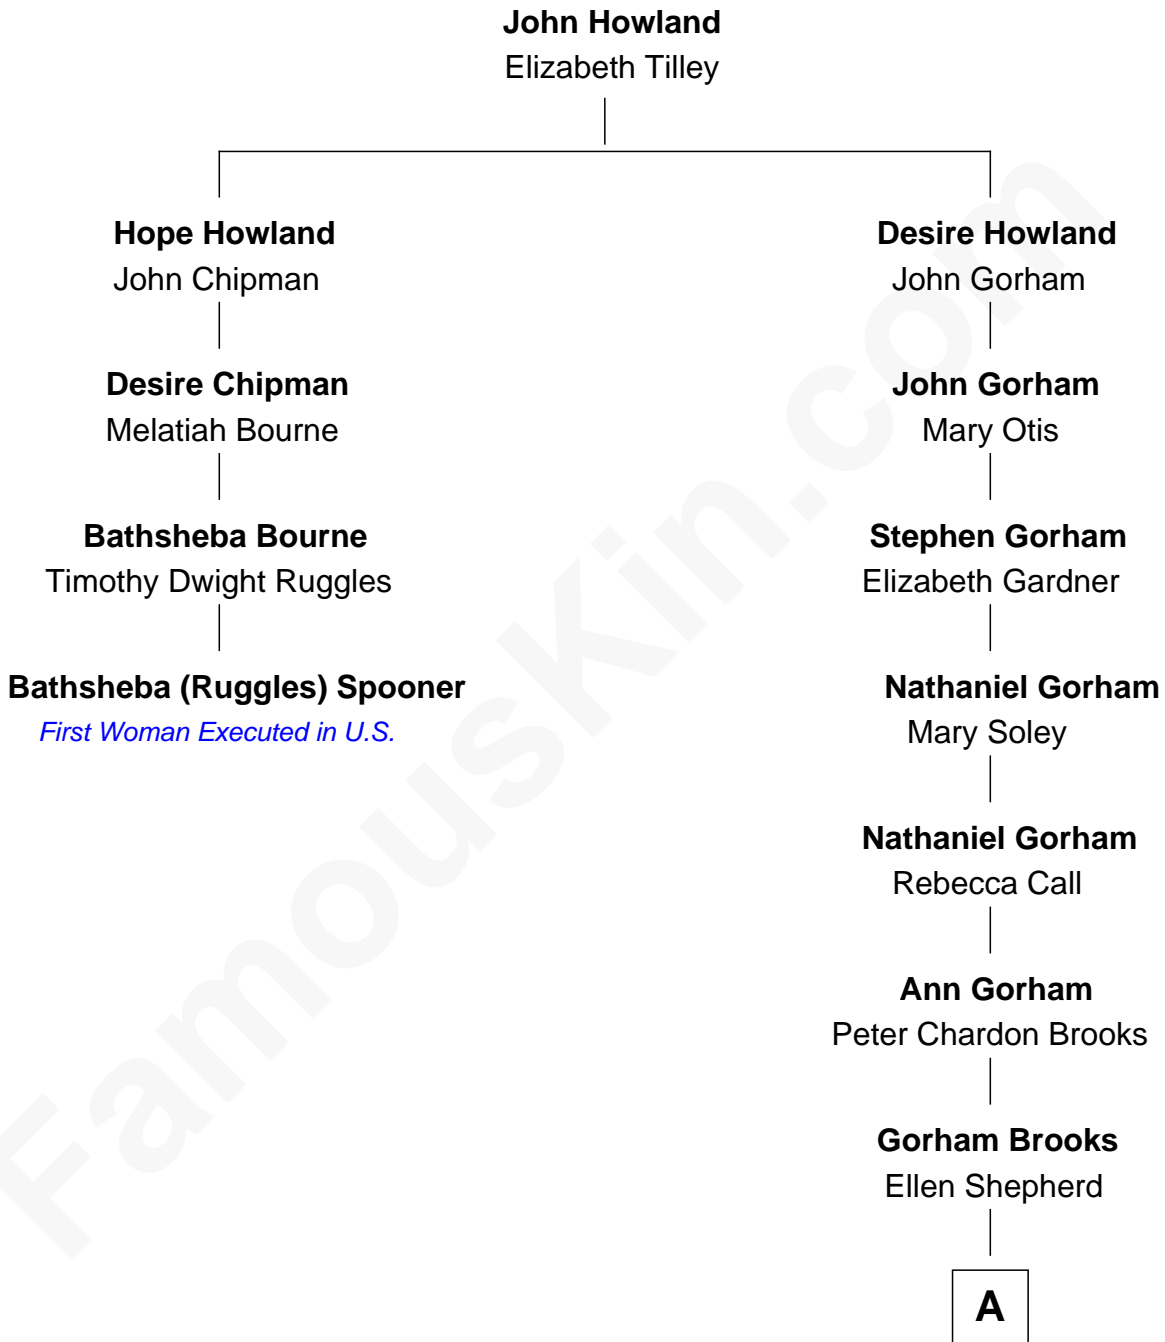 John Howland
Elizabeth Tilley
Hope Howland
John Chipman
Desire Howland
John Gorham
Desire Chipman
Melatiah Bourne
John Gorham
Mary Otis
Bathsheba Bourne
Timothy Dwight Ruggles
Stephen Gorham
Elizabeth Gardner
Bathsheba (Ruggles) Spooner
First Woman Executed in U.S.
Nathaniel Gorham
Mary Soley
Nathaniel Gorham
Rebecca Call
Ann Gorham
Peter Chardon Brooks
Gorham Brooks
Ellen Shepherd
A
FamousKin.com